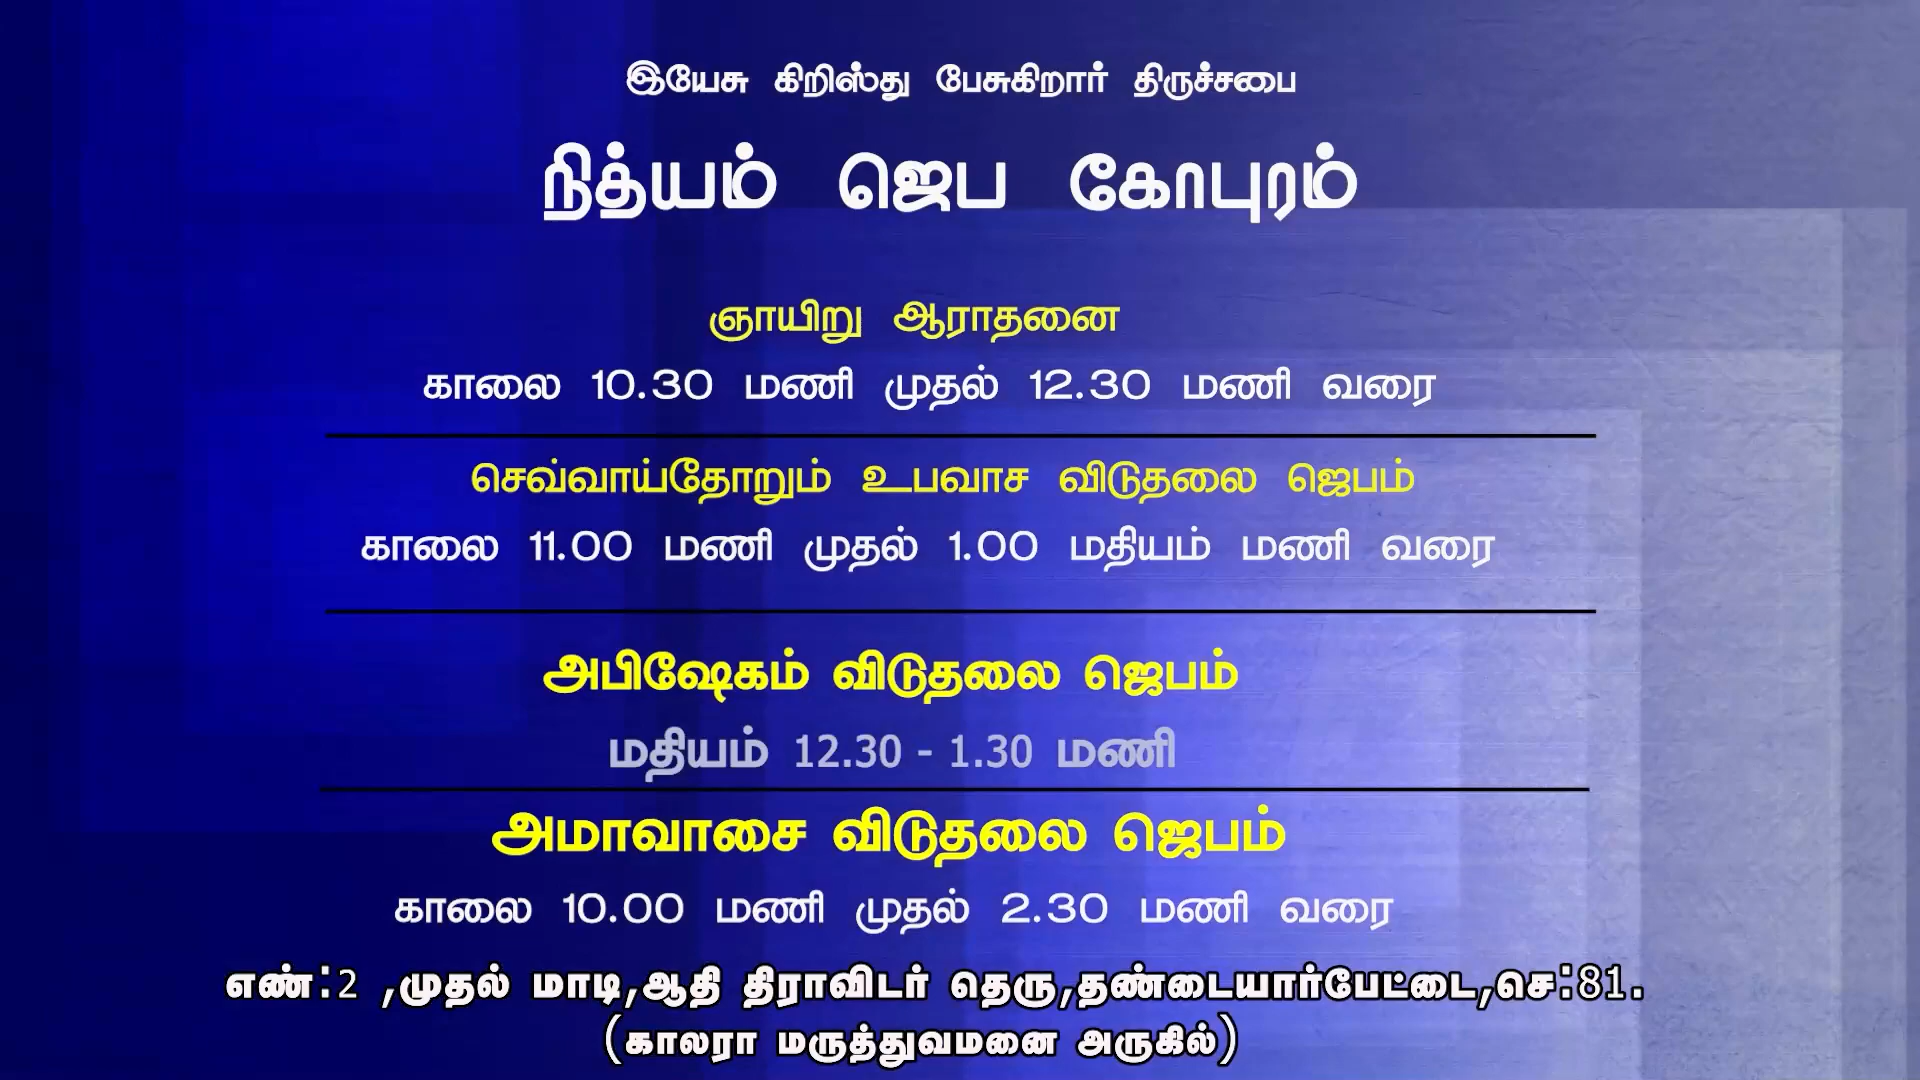 இயேசு கிறிஸ்து பேசுகிறார் திருச்சபை
நித்யம் ஜெப கோபுரம்
ஞாயிறு ஆராதனை
காலை 10.30 மணி முதல் 12.30 மணி வரை
செவ்வாய்தோறும் உபவாச விடுதலை ஜெபம்
காலை 11.00 மணி முதல் 1.00 மதியம் மணி வரை
அபிஷேகம் விடுதலை ஜெபம்
மதியம் 12.30 - 1.30 மணி
அமாவாசை விடுதலை ஜெபம்
காலை 10.00 மணி முதல் 2.30 மணி வரை
எண்:2 ,முதல் மாடி,ஆதி திராவிடர் தெரு,தண்டையார்பேட்டை,செ:81.
(காலரா மருத்துவமனை அருகில்)